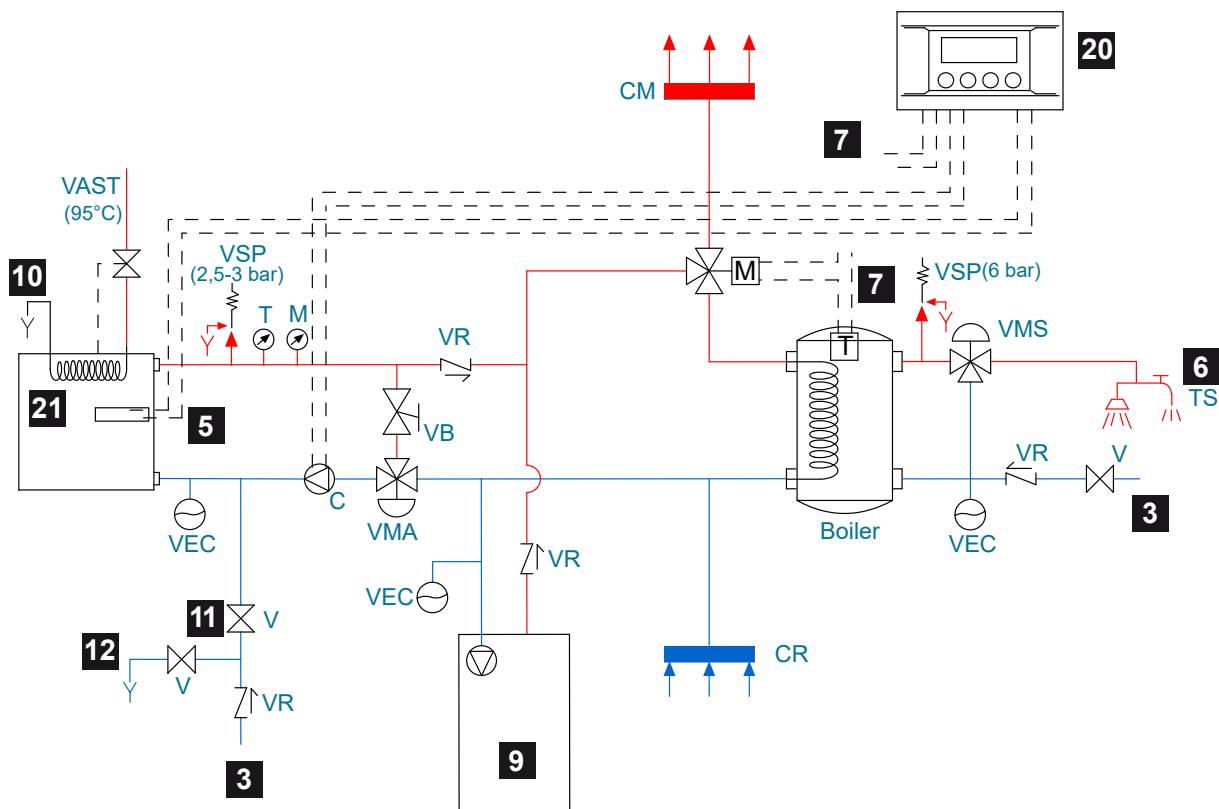 20
CM
7
VAST
(95°C)
VSP
(2,5-3 bar)
10
T
M
VR
M
7
VSP (6 bar)
VMS
T
6
TS
21
5
VB
VR
V
C
VMA
VEC
Boiler
VEC
3
VR
VEC
11
V
12
V
VR
CR
3
9